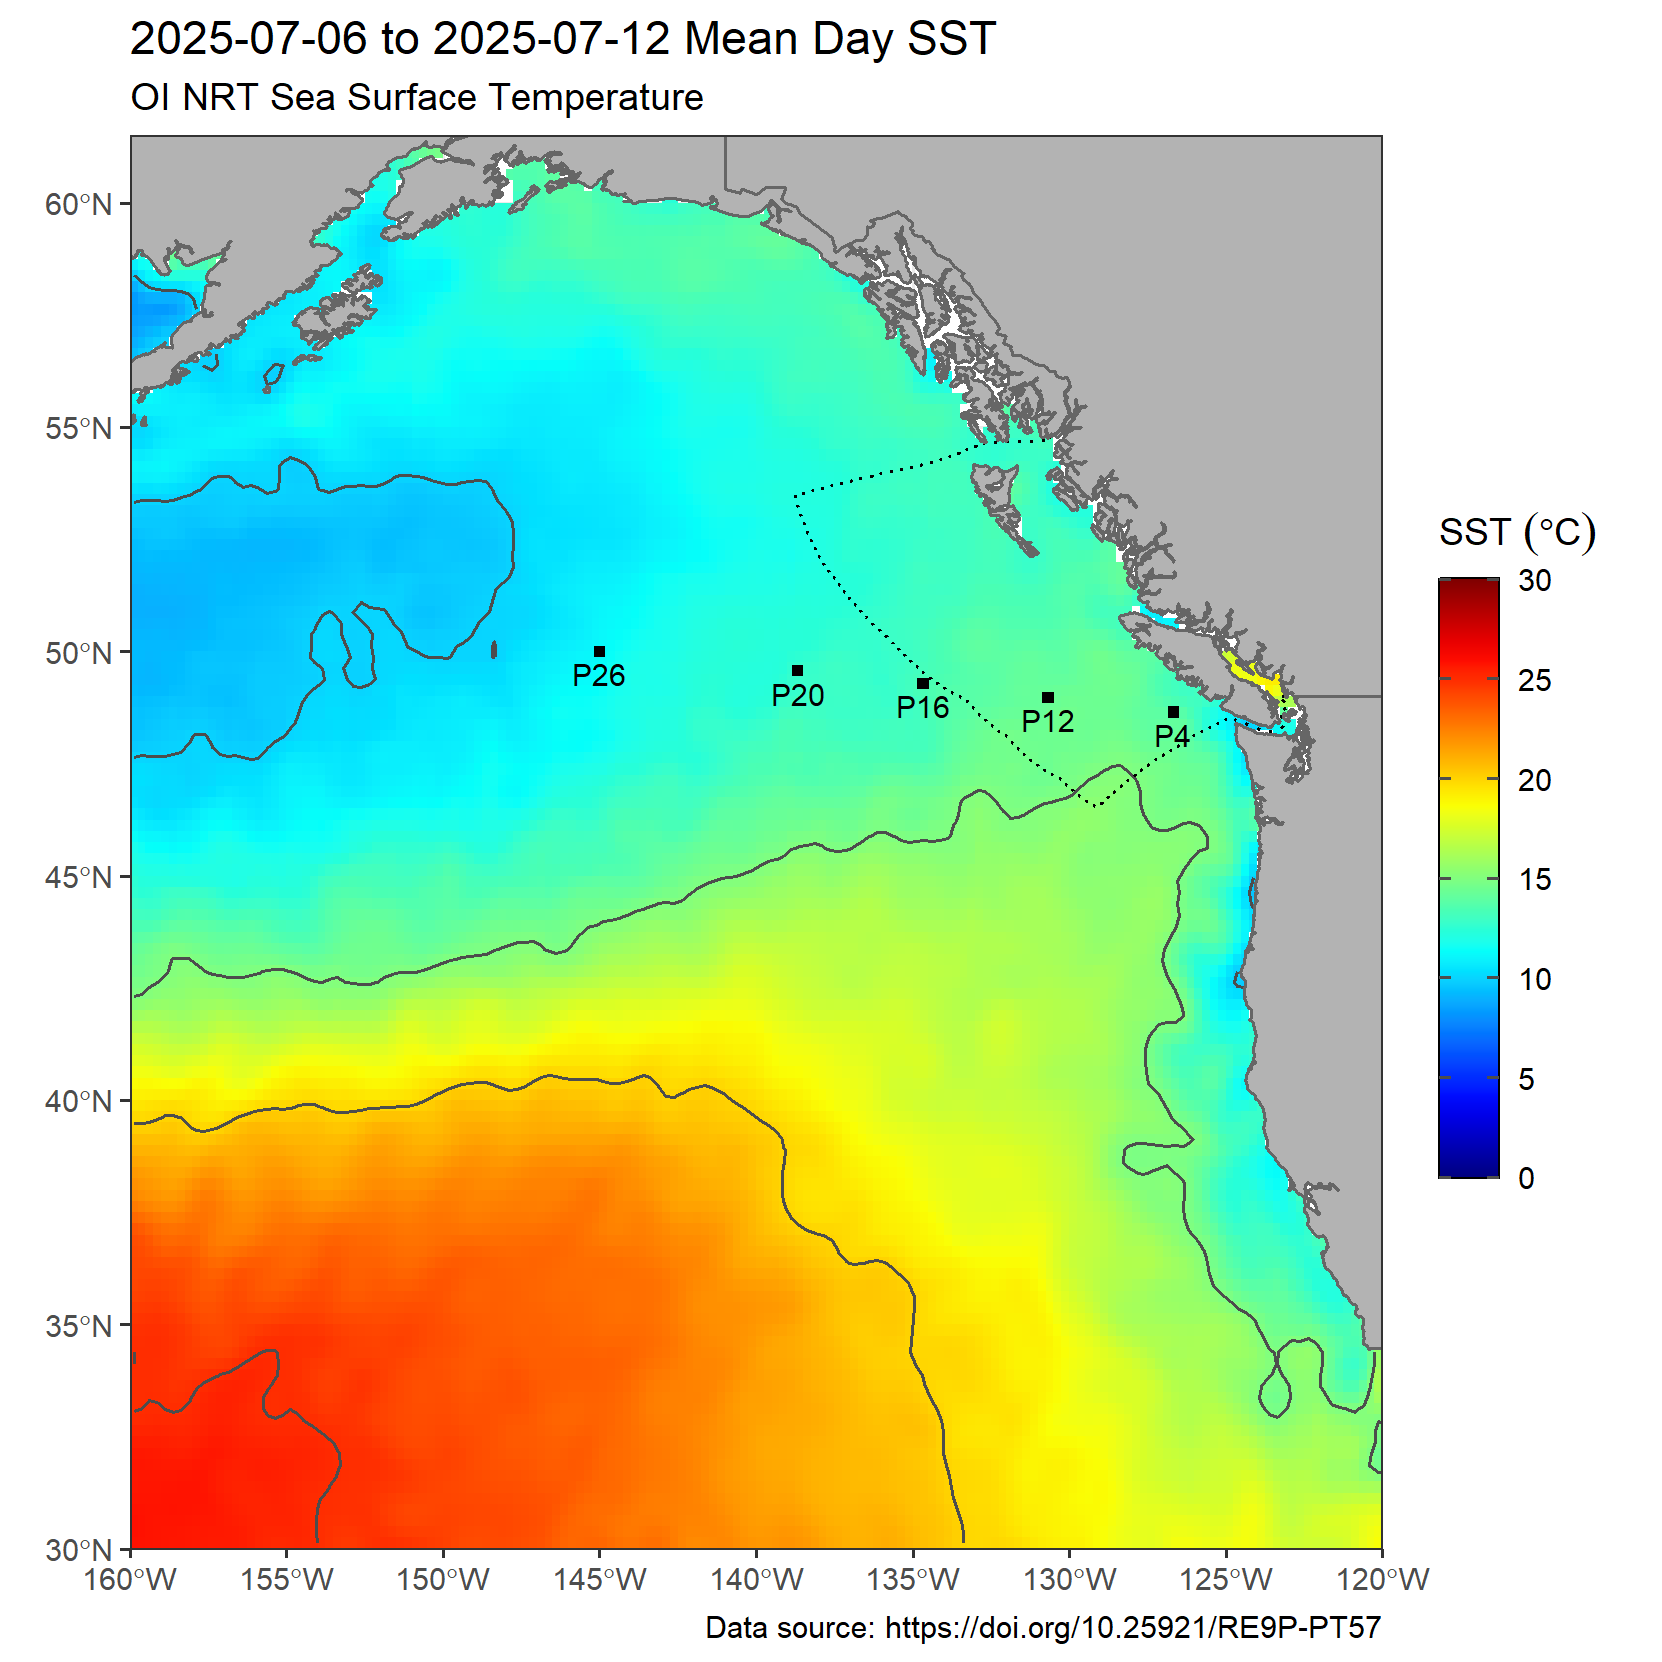 2025-07-06 to 2025-07-12 Mean Day SST
OI NRT Sea Surface Temperature
60°N
55°N
50°N
45°N
40°N
35°N
30°N
P26
P20
P16
P12
P4
160°W
155°W
150°W
145°W
140°W
135°W
130°W
125°W
120°W
SST (°C)
30
25
20
15
10
5
0
Data source: https://doi.org/10.25921/RE9P-PT57